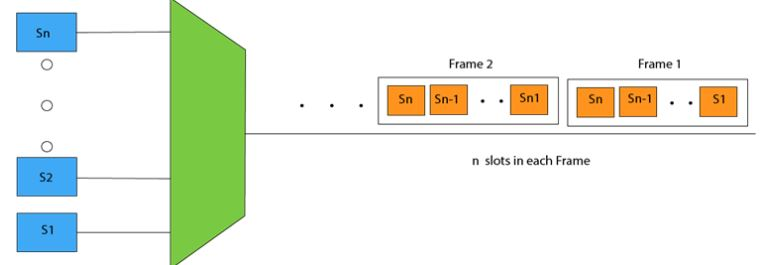 Sn
S2
S1
Frame 2
Sn Sn-1 . . Sn1
Frame 1
Sn Sn-1 . . S1
n slots in each Frame